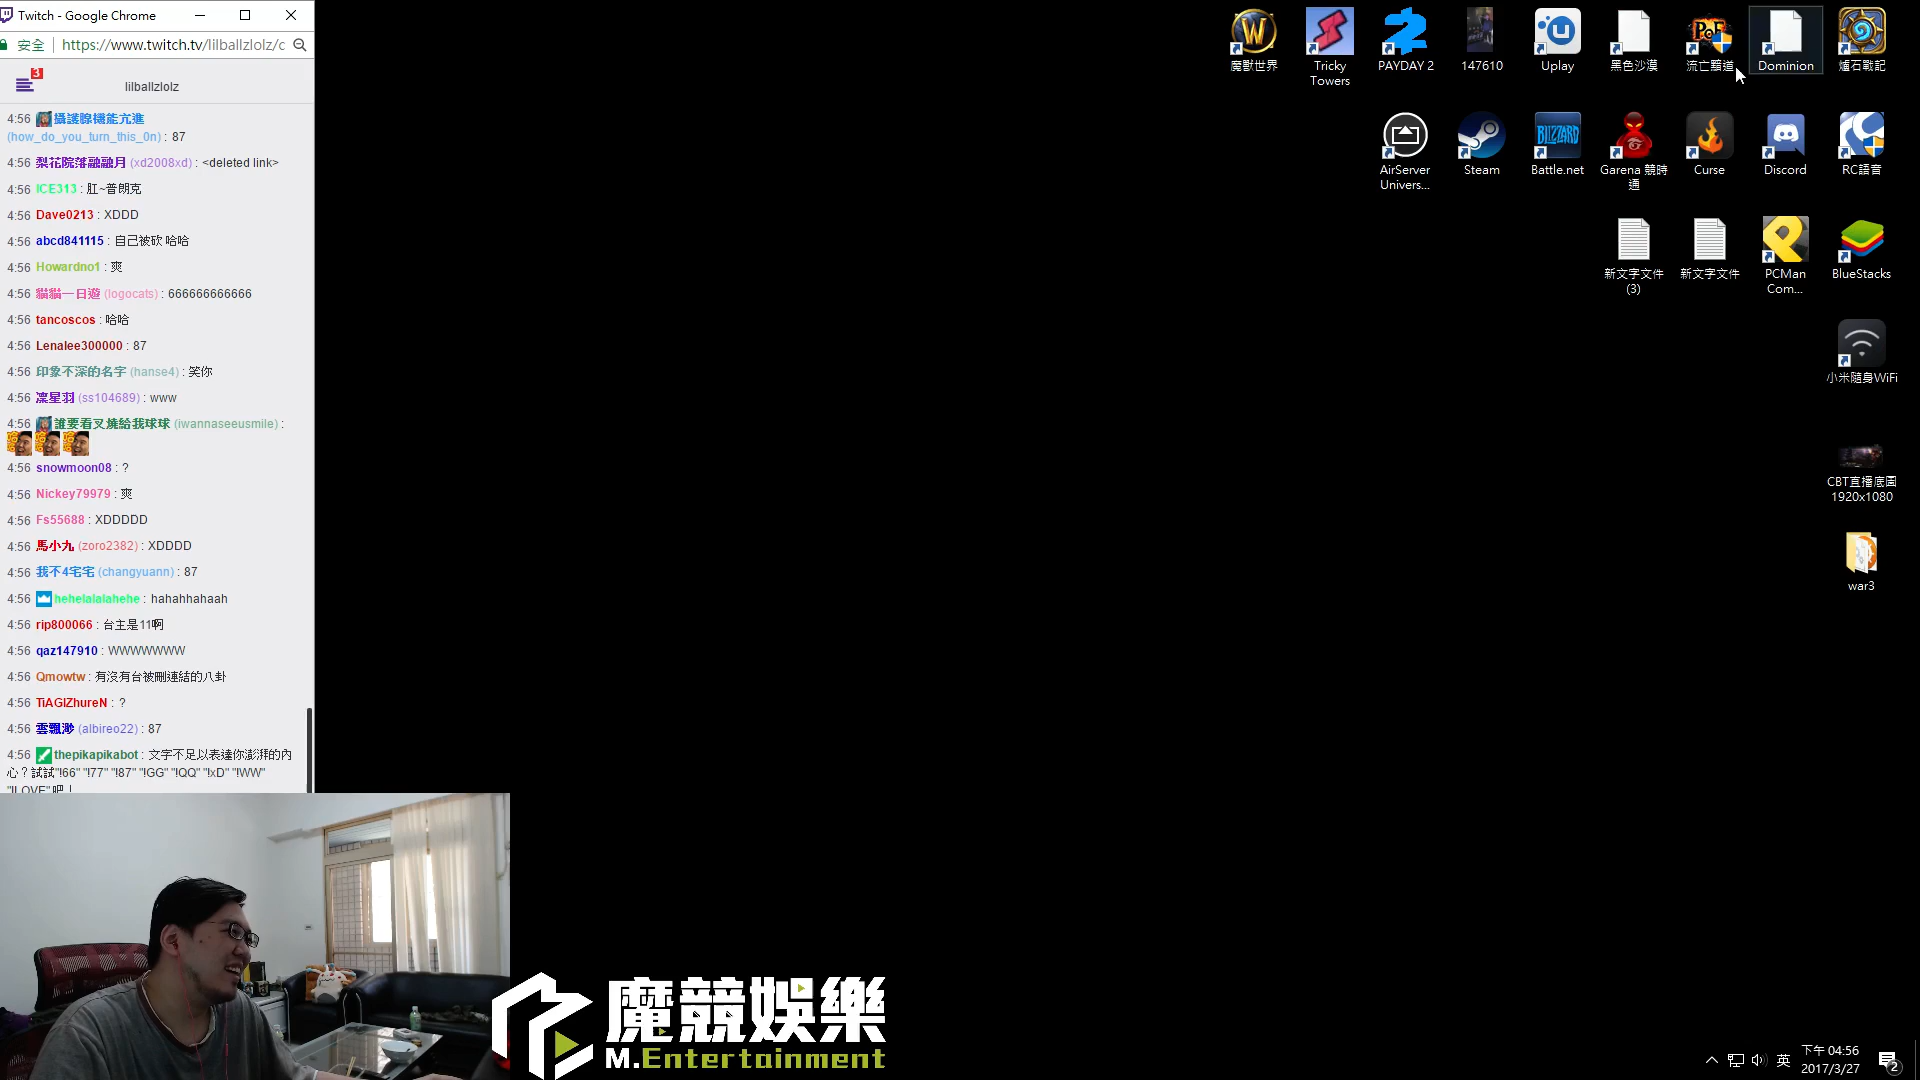 Twitch - Google Chrome
安全 https://www.twitch.tv/lilballzlolz/c
3
lilballzlolz
4:56 攝護腺機能亢進
(how_do_you_turn_this_0n) : 87
4:56 梨花院落融融月 (xd2008xd) : <deleted link>
4:56 ICE313 : 肛~普朗克
4:56 Dave0213 : XDDD
4:56 abcd841115 : 自己被砍 哈哈
4:56 Howardno1 : 爽
4:56 貓貓一日遊 (logocats) : 666666666666
4:56 tancoscos : 哈哈
4:56 Lenalee300000 : 87
4:56 印象不深的名字 (hanse4) : 笑你
4:56 凜星羽 (ss104689) : www
4:56 誰要看叉燒給我球球 (iwannaseeusmile) :
4:56 snowmoon08 : ?
4:56 Nickey79979 : 爽
4:56 Fs55688 : XDDDDD
4:56 馬小九 (zoro2382) : XDDDD
4:56 我不4宅宅 (changyuann) : 87
4:56 hehelalalahehe : hahahhahaah
4:56 rip800066 : 台主是11啊
4:56 qaz147910 : WWWWWWW
4:56 Qmowtw : 有沒有台被刪連結的八卦
4:56 TiAGIZhureN : ?
4:56 雲飄渺 (albireo22) : 87
4:56 thepikapikabot : 文字不足以表達你澎湃的內
心？試試"!66" "!77" "!87" "!GG" "!QQ" "!xD" "!WW"
"!LOVE" 吧！
魔獸世界
Tricky
Towers
PAYDAY 2
147610
Uplay
黑色沙漠
流亡黯道
Dominion
爐石戰記
AirServer
Univers...
Steam
BLIZZARD
Battle.net
Garena 競時
通
Curse
Discord
RC語音
新文字文件
(3)
新文字文件
PCMan
Com...
BlueStacks
小米隨身WiFi
CBT直播底圖
1920x1080
war3
魔競娛樂
M.Entertainment
英
下午 04:56
2017/3/27
2